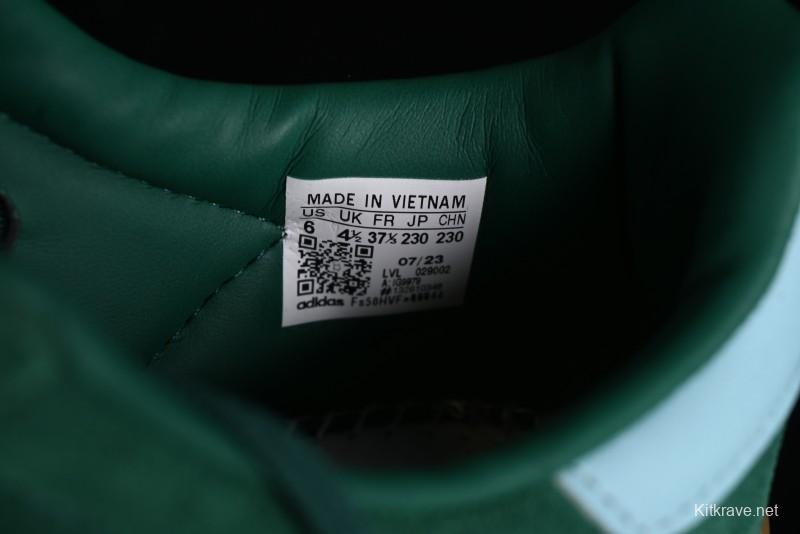 MADE IN VIETNAM
US UK FR JP CHN
6 4½ 37⅓ 230 230
07/23
LVL 029002
A: IG9979
adidas
Kitkrave.net